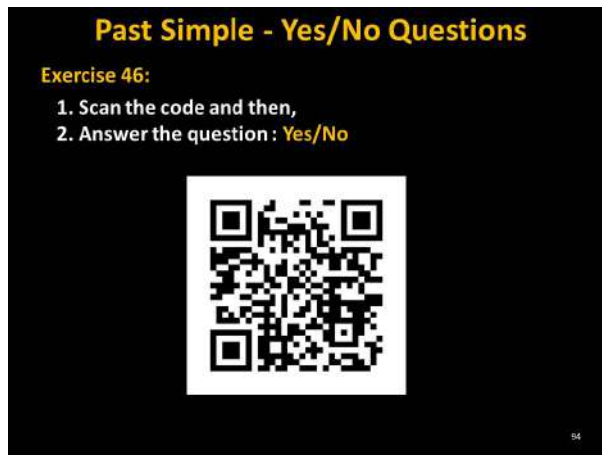 Past Simple - Yes/No Questions
Exercise 46:
1. Scan the code and then,
2. Answer the question : Yes/No
94